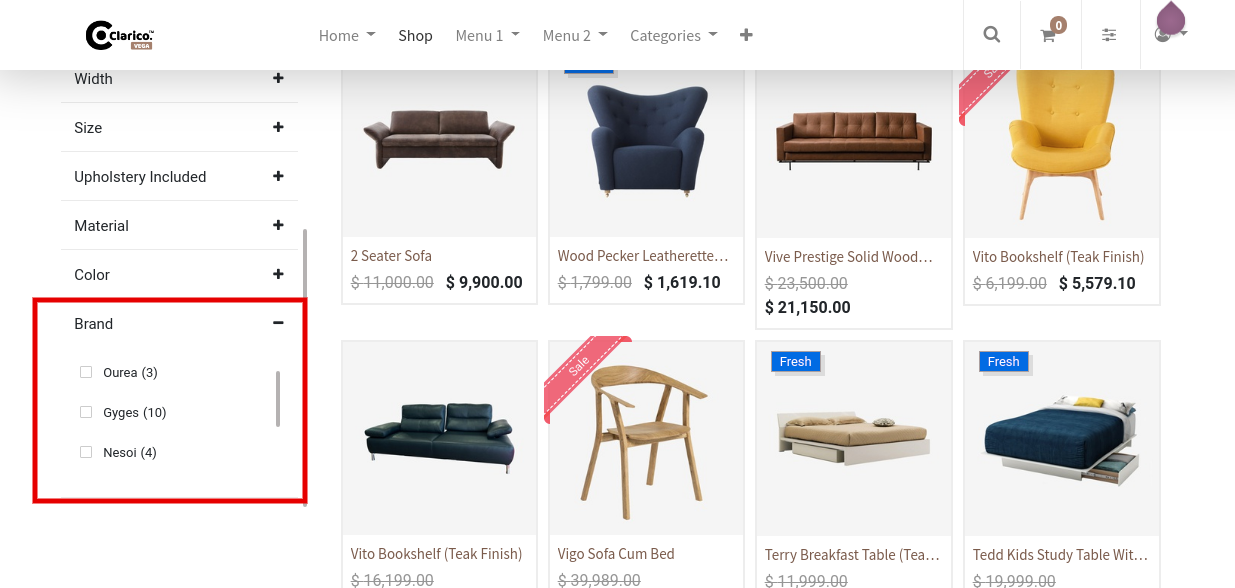 Clarico.™
VEGA
Home
Shop
Menu 1
Menu 2
Categories
0
Width
Size
Upholstery Included
Material
Color
Brand
Ourea (3)
Gyges (10)
Nesoi (4)
2 Seater Sofa
$ 11,000.00 $ 9,900.00
Wood Pecker Leatherette…
$ 1,799.00 $ 1,619.10
Vive Prestige Solid Wood…
$ 23,500.00
$ 21,150.00
Vito Bookshelf (Teak Finish)
$ 6,199.00 $ 5,579.10
Vito Bookshelf (Teak Finish)
$ 16,199.00
Sale
Vigo Sofa Cum Bed
$ 39,989.00
Fresh
Terry Breakfast Table (Tea…
$ 11,999.00
Fresh
Tedd Kids Study Table Wit…
$ 19,999.00